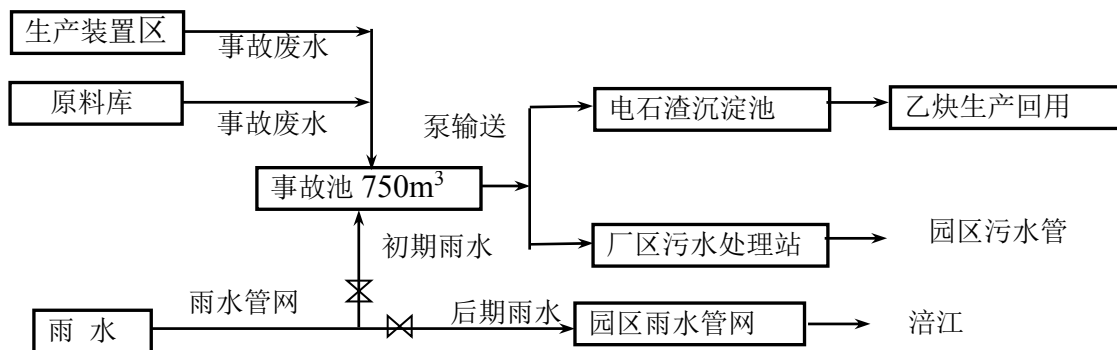 生产装置区
事故废水
原料库
事故废水
泵输送
电石渣沉淀池
乙炔生产回用
事故池 750m³
初期雨水
厂区污水处理站
园区污水管
雨水管网
雨 水
后期雨水
园区雨水管网
涪江